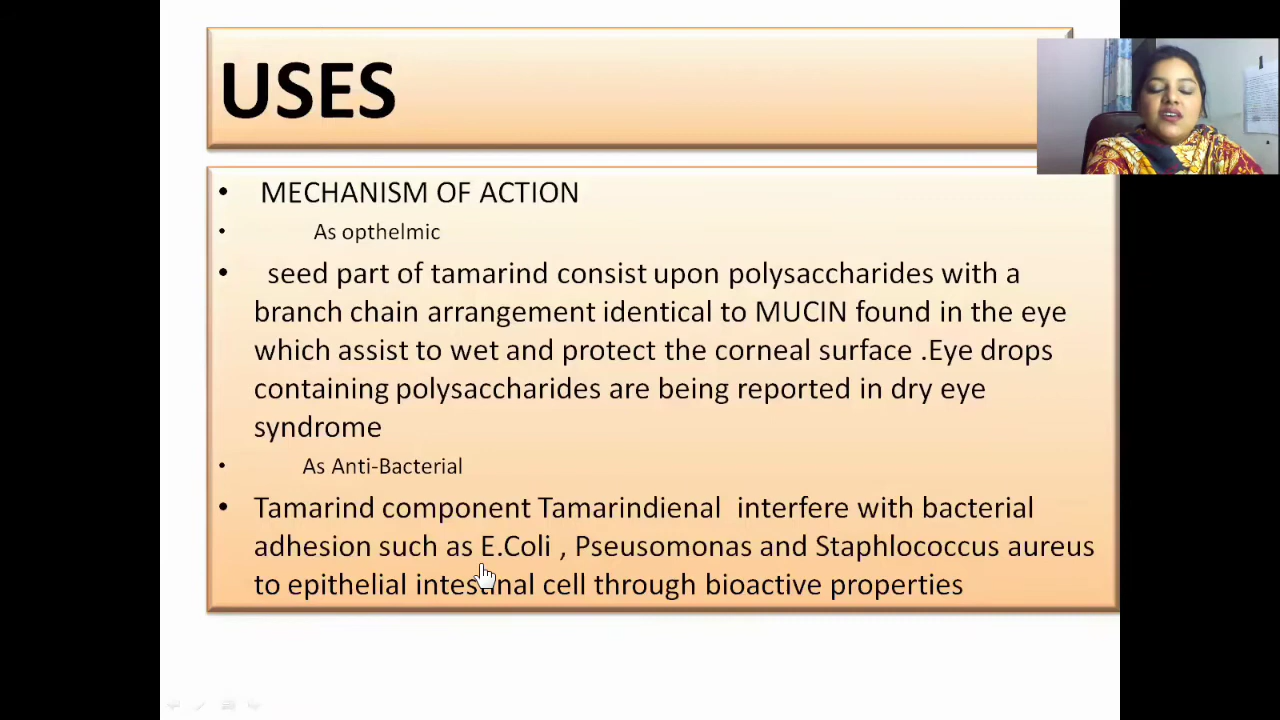 USES
• MECHANISM OF ACTION
• As opthelmic
• seed part of tamarind consist upon polysaccharides with a
branch chain arrangement identical to MUCIN found in the eye
which assist to wet and protect the corneal surface .Eye drops
containing polysaccharides are being reported in dry eye
syndrome
• As Anti-Bacterial
• Tamarind component Tamarindienal interfere with bacterial
adhesion such as E.Coli , Pseusomonas and Staphlococcus aureus
to epithelial intestinal cell through bioactive properties